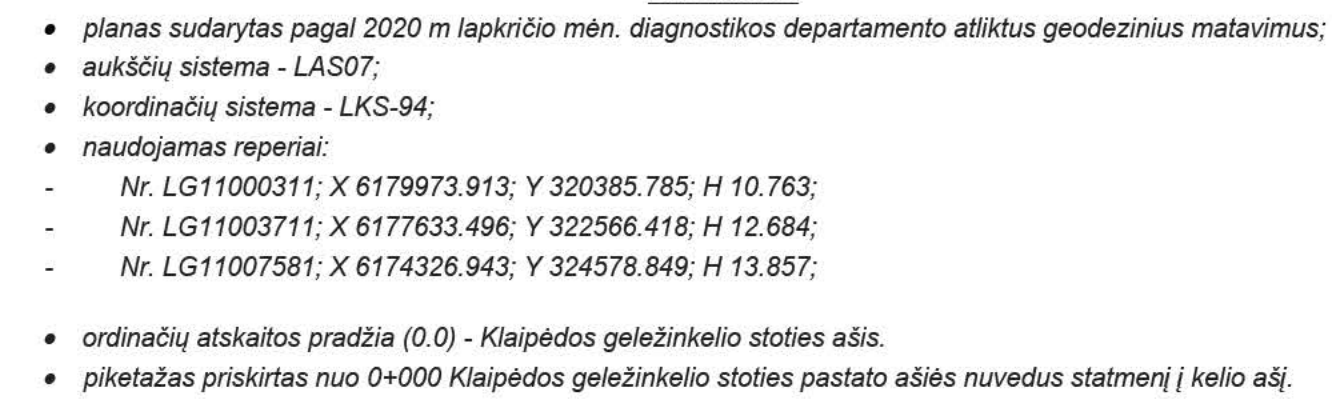 • planas sudarytas pagal 2020 m lapkričio mėn. diagnostikos departamento atliktus geodezinius matavimus;
• aukščių sistema - LAS07;
• koordinačių sistema - LKS-94;
• naudojamas reperiai:
- Nr. LG11000311; X 6179973.913; Y 320385.785; H 10.763;
- Nr. LG11003711; X 6177633.496; Y 322566.418; H 12.684;
- Nr. LG11007581; X 6174326.943; Y 324578.849; H 13.857;
• ordinačių atskaitos pradžia (0.0) - Klaipėdos geležinkelio stoties ašis.
• piketažas priskirtas nuo 0+000 Klaipėdos geležinkelio stoties pastato ašiės nuvedus statmenį į kelio ašį.